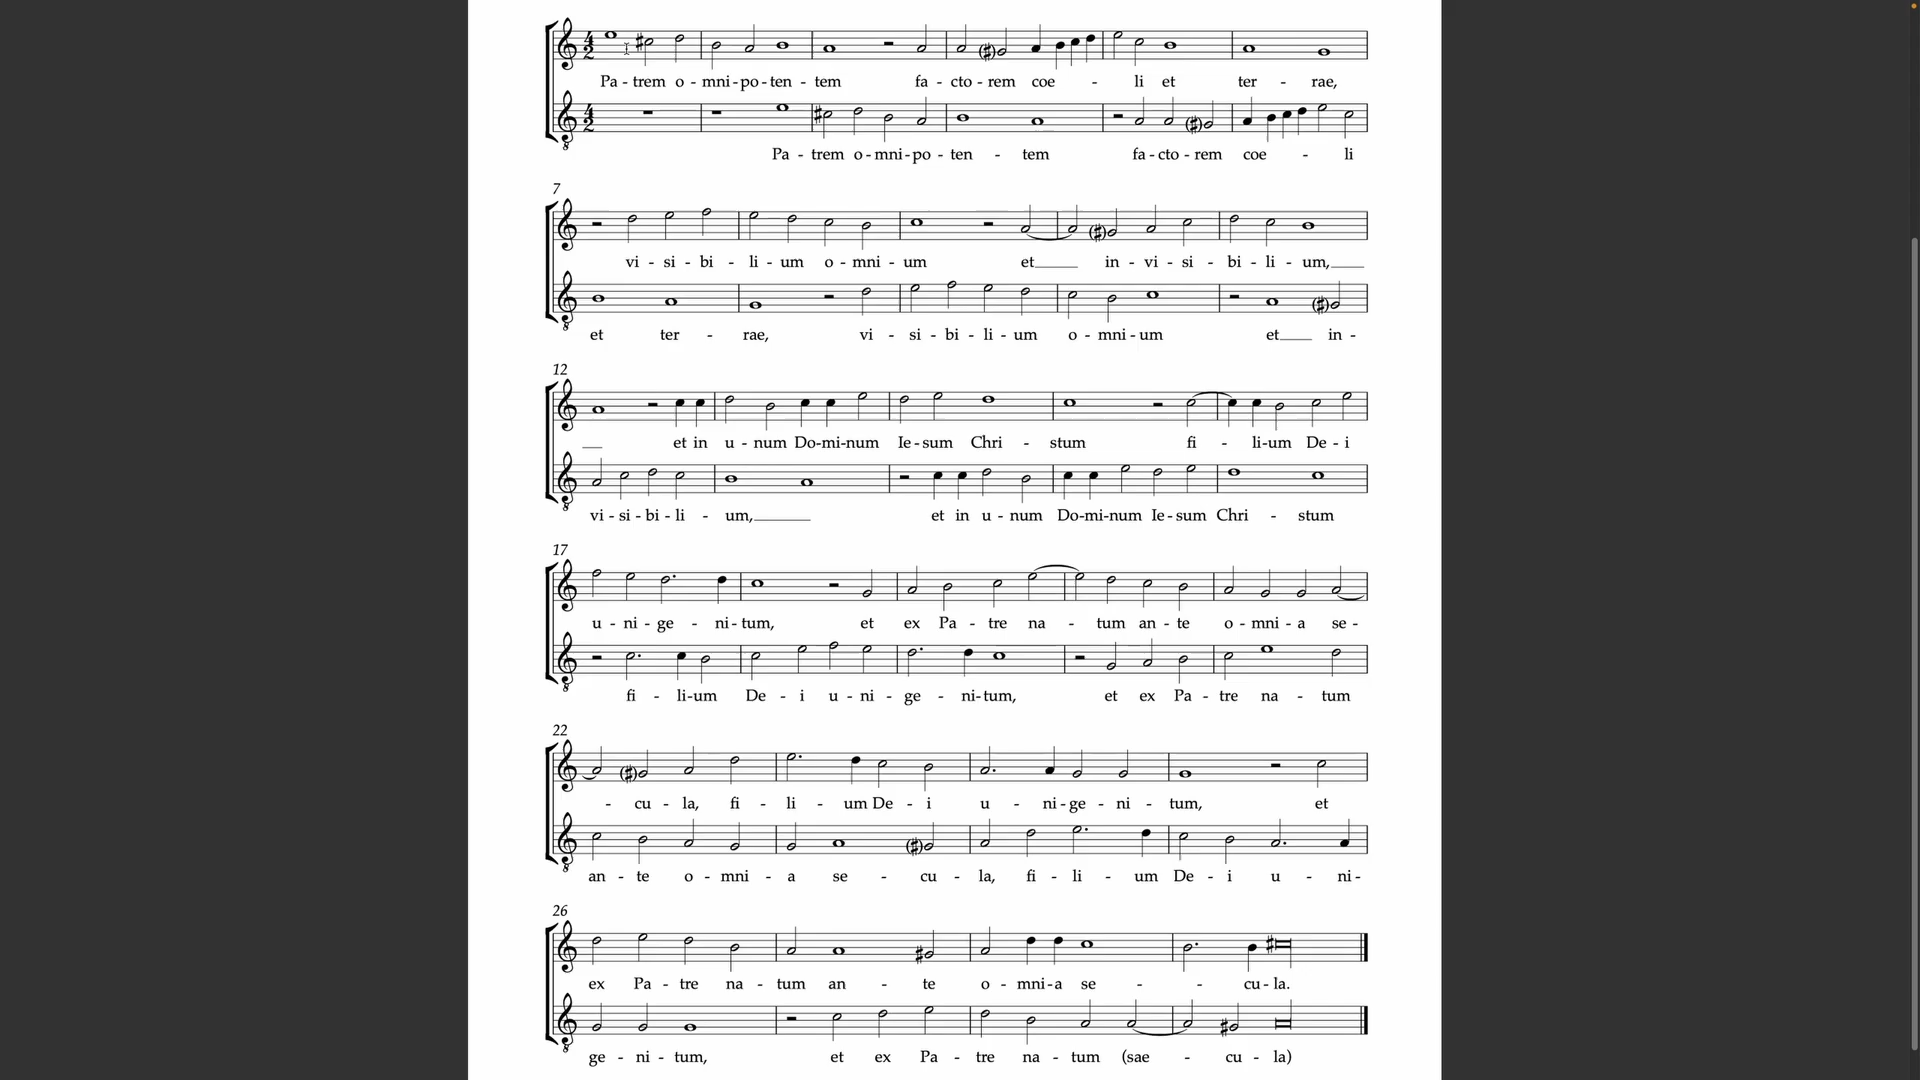 Pa - trem o - mni - po - ten - tem fa - cto - rem coe - li et ter - rae,
Pa - trem o - mni - po - ten - tem fa - cto - rem coe - li
7
vi - si - bi - li - um o - mni - um et in - vi - si - bi - li - um,
et ter - rae, vi - si - bi - li - um o - mni - um et in -
12
et in u - num Do - mi - num Ie - sum Chri - stum fi - li - um De - i
vi - si - bi - li - um, et in u - num Do - mi - num Ie - sum Chri - stum
17
u - ni - ge - ni - tum, et ex Pa - tre na - tum an - te o - mni - a se -
fi - li - um De - i u - ni - ge - ni - tum, et ex Pa - tre na - tum
22
- cu - la, fi - li - um De - i u - ni - ge - ni - tum, et
an - te o - mni - a se - cu - la, fi - li - um De - i u - ni -
26
ex Pa - tre na - tum an - te o - mni - a se - cu - la.
ge - ni - tum, et ex Pa - tre na - tum (sae - cu - la)